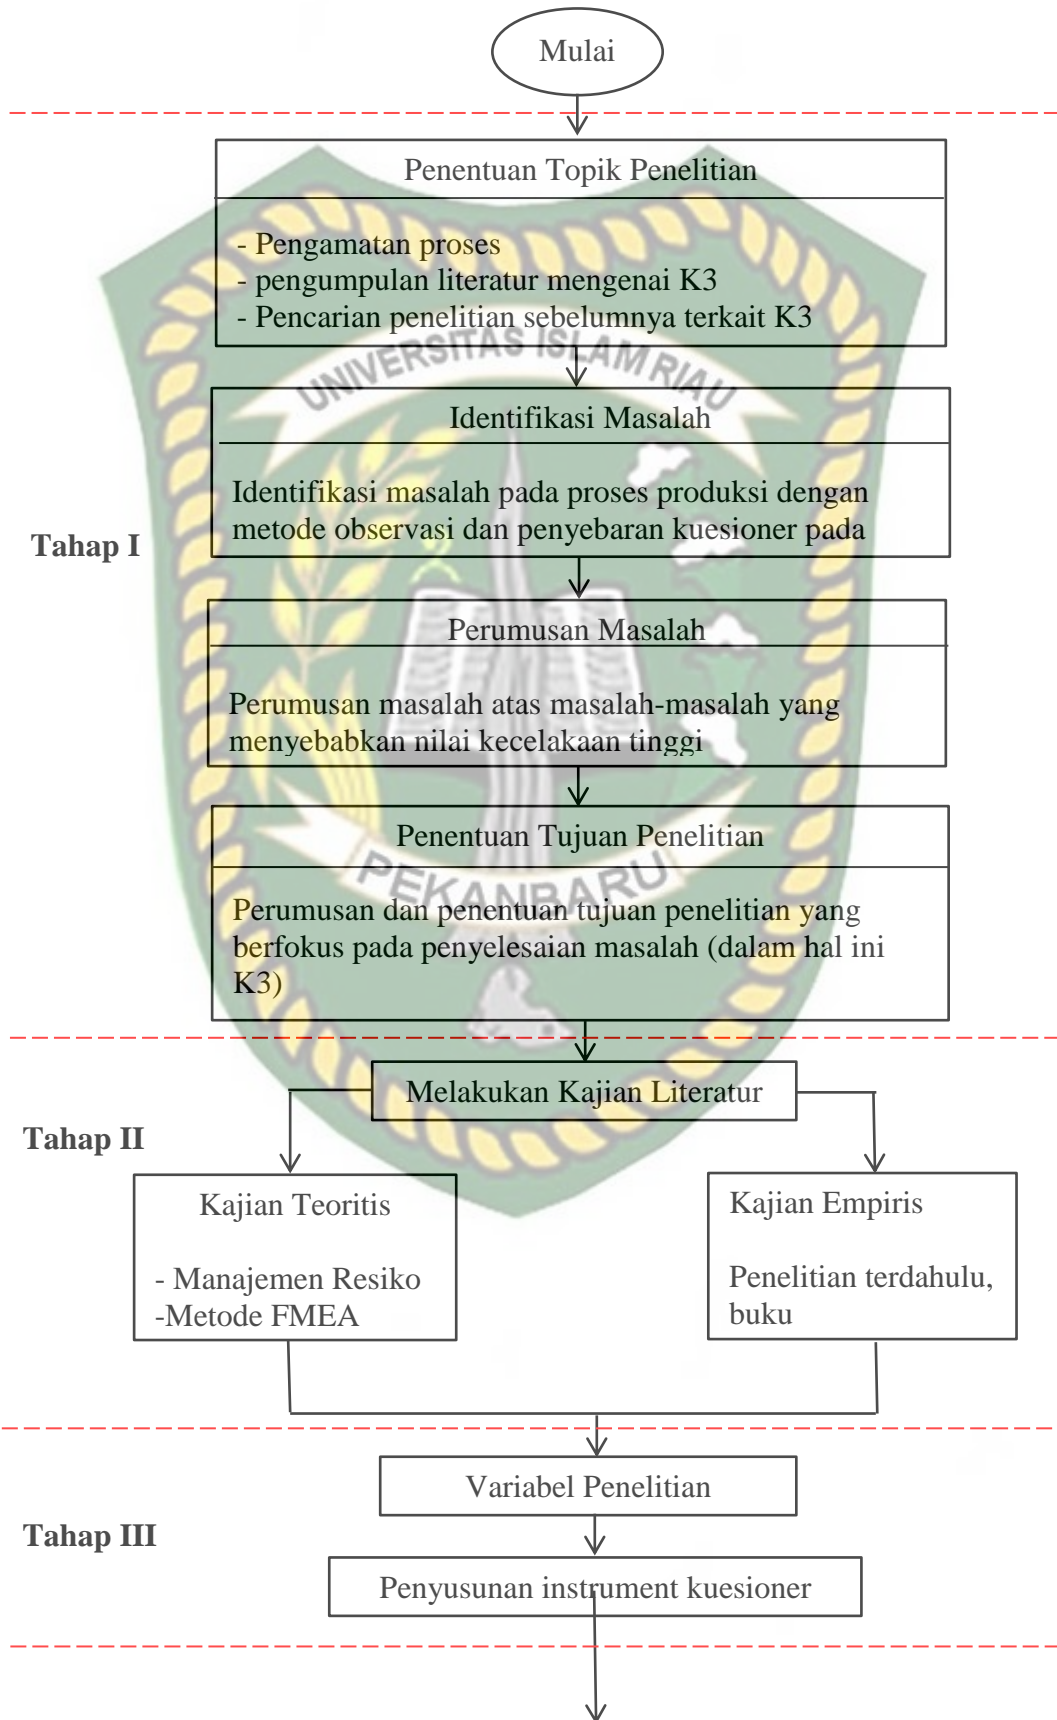 Mulai
Penentuan Topik Penelitian
- Pengamatan proses
- pengumpulan literatur mengenai K3
- Pencarian penelitian sebelumnya terkait K3
UNIVERSITAS ISLAM RIAU
Identifikasi Masalah
Identifikasi masalah pada proses produksi dengan
metode observasi dan penyebaran kuesioner pada
Tahap I
Perumusan Masalah
Perumusan masalah atas masalah-masalah yang
menyebabkan nilai kecelakaan tinggi
Penentuan Tujuan Penelitian
PEKANBARU
Perumusan dan penentuan tujuan penelitian yang
berfokus pada penyelesaian masalah (dalam hal ini
K3)
Melakukan Kajian Literatur
Tahap II
Kajian Teoritis
- Manajemen Resiko
-Metode FMEA
Kajian Empiris
Penelitian terdahulu,
buku
Variabel Penelitian
Tahap III
Penyusunan instrument kuesioner